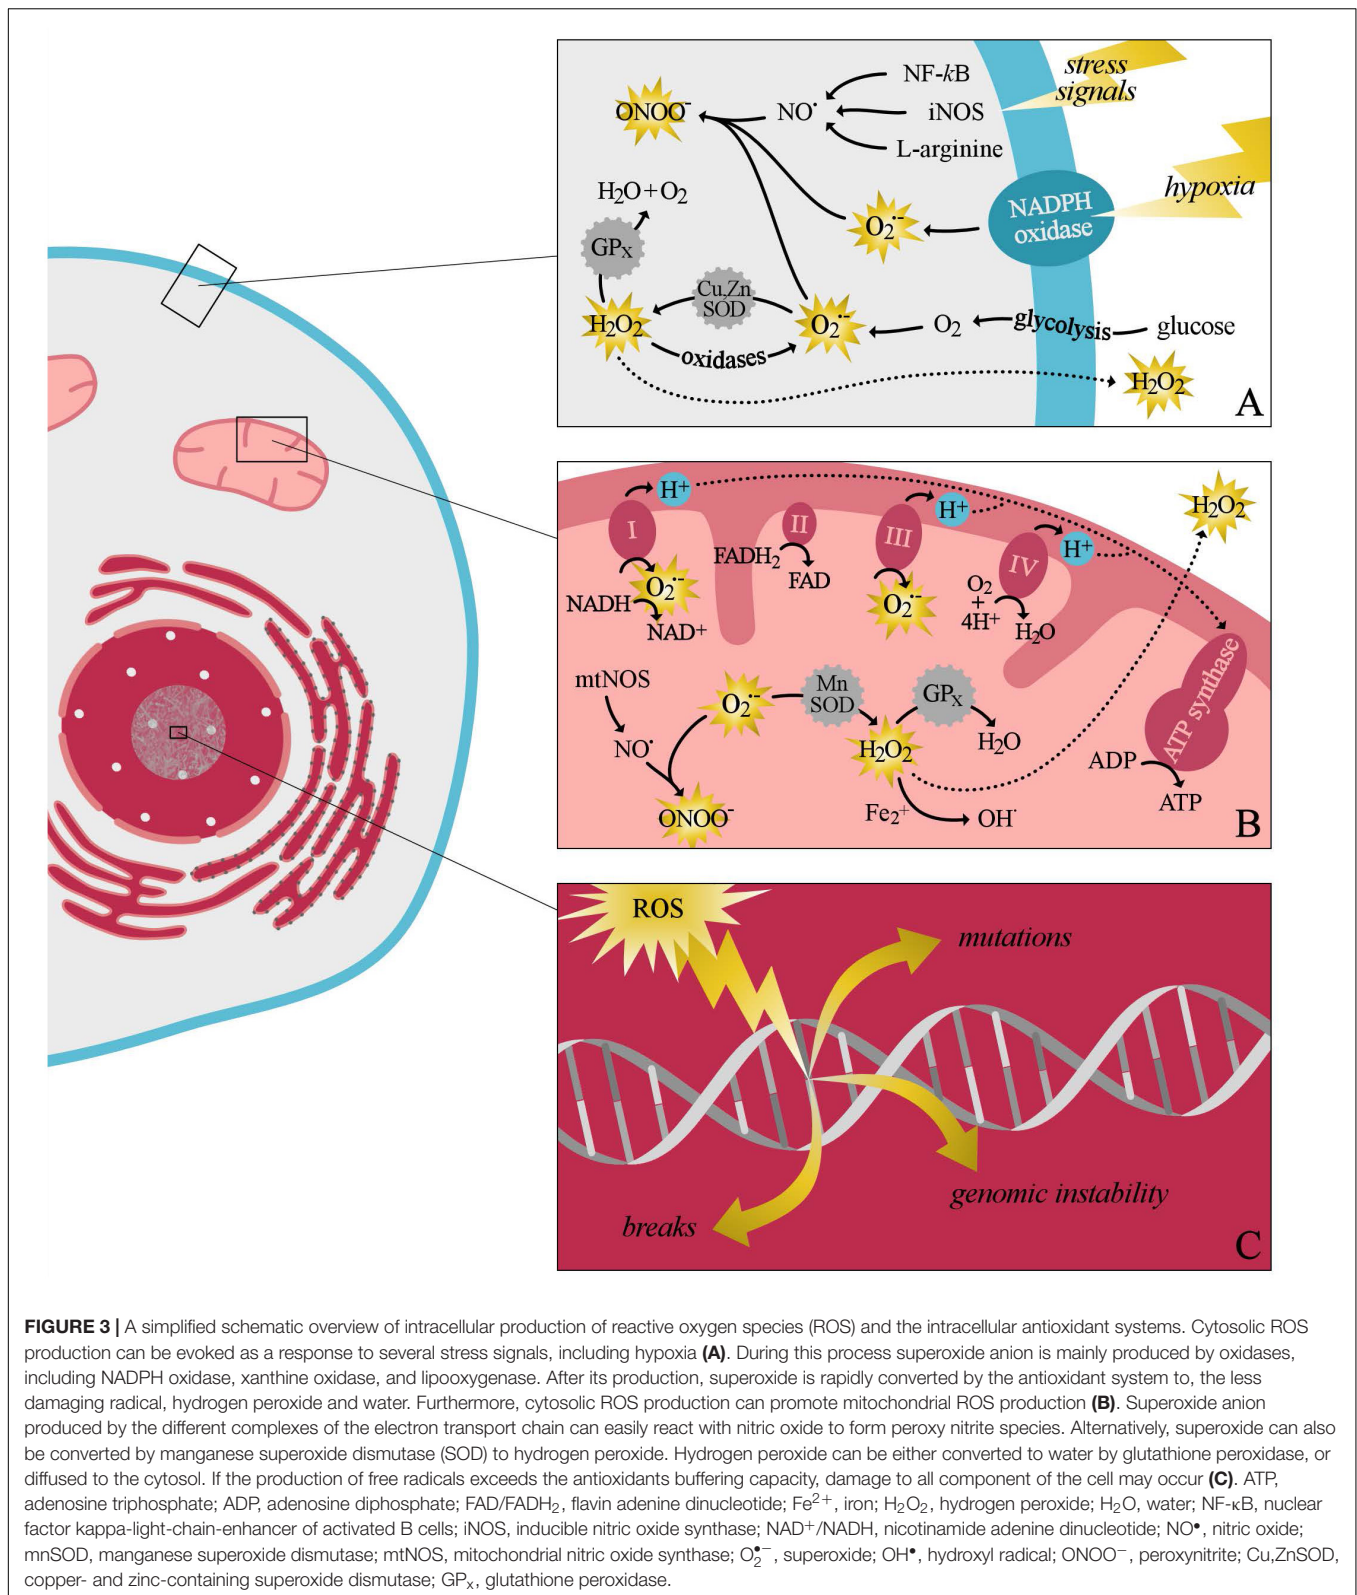 NF-kB
stress
signals
ONOO⁻
NO•
iNOS
L-arginine
hypoxia
H₂O+O₂
NADPH
oxidase
O₂•⁻
GPX
Cu,Zn
SOD
H₂O₂
O₂•⁻
O₂
glycolysis
glucose
oxidases
H₂O₂
A
H⁺
I
II
III
H⁺
H₂O₂
FADH₂
FAD
IV
H⁺
O₂•⁻
NADH
NAD⁺
O₂•⁻
O₂
+
4H⁺
H₂O
mtNOS
O₂•⁻
Mn
SOD
GPX
ATP synthase
NO•
H₂O₂
H₂O
ADP
ATP
ONOO⁻
Fe₂⁺
OH•
B
ROS
mutations
genomic instability
breaks
C
FIGURE 3 | A simplified schematic overview of intracellular production of reactive oxygen species (ROS) and the intracellular antioxidant systems. Cytosolic ROS
production can be evoked as a response to several stress signals, including hypoxia (A). During this process superoxide anion is mainly produced by oxidases,
including NADPH oxidase, xanthine oxidase, and lipooxygenase. After its production, superoxide is rapidly converted by the antioxidant system to, the less
damaging radical, hydrogen peroxide and water. Furthermore, cytosolic ROS production can promote mitochondrial ROS production (B). Superoxide anion
produced by the different complexes of the electron transport chain can easily react with nitric oxide to form peroxy nitrite species. Alternatively, superoxide can also
be converted by manganese superoxide dismutase (SOD) to hydrogen peroxide. Hydrogen peroxide can be either converted to water by glutathione peroxidase, or
diffused to the cytosol. If the production of free radicals exceeds the antioxidants buffering capacity, damage to all component of the cell may occur (C). ATP,
adenosine triphosphate; ADP, adenosine diphosphate; FAD/FADH₂, flavin adenine dinucleotide; Fe²⁺, iron; H₂O₂, hydrogen peroxide; H₂O, water; NF-κB, nuclear
factor kappa-light-chain-enhancer of activated B cells; iNOS, inducible nitric oxide synthase; NAD⁺/NADH, nicotinamide adenine dinucleotide; NO•, nitric oxide;
mnSOD, manganese superoxide dismutase; mtNOS, mitochondrial nitric oxide synthase; O₂•⁻, superoxide; OH•, hydroxyl radical; ONOO⁻, peroxynitrite; Cu,ZnSOD,
copper- and zinc-containing superoxide dismutase; GPₓ, glutathione peroxidase.